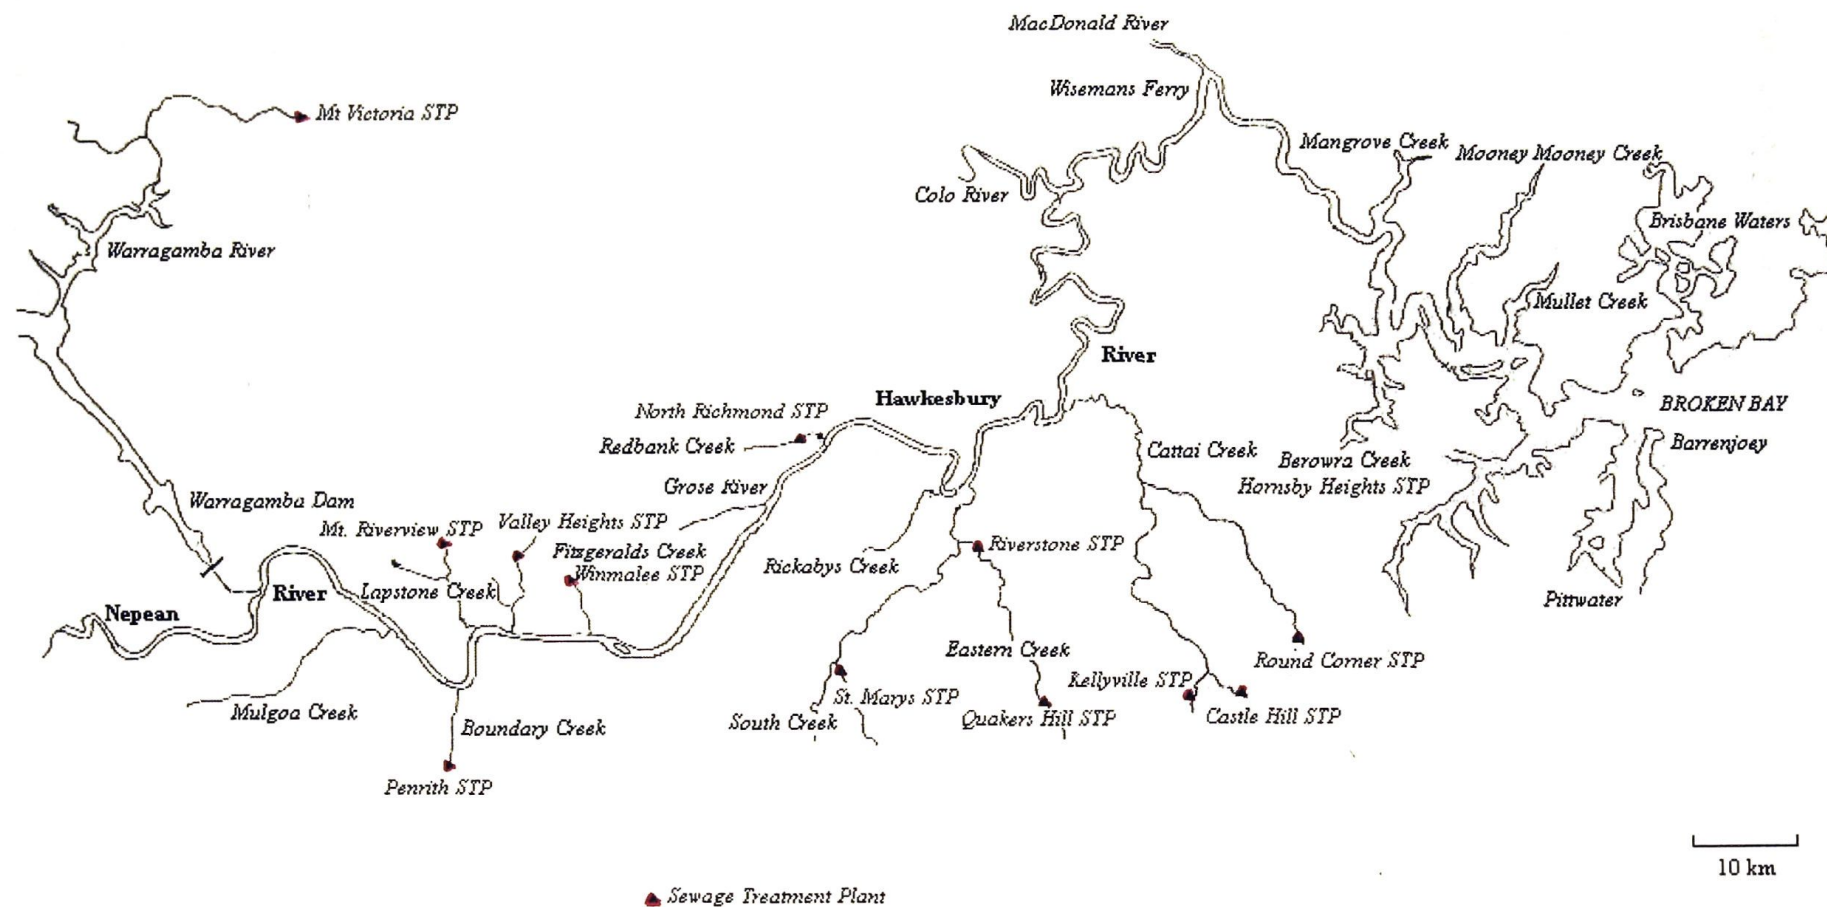 MacDonald River
Wisemans Ferry
Mt Victoria STP
Mangrove Creek
Mooney Mooney Creek
Colo River
Brisbane Waters
Warragamba River
Mullet Creek
River
Hawkesbury
BROKEN BAY
North Richmond STP
Redbank Creek
Barrenjoey
Cattai Creek
Berowra Creek
Hornsby Heights STP
Grose River
Warragamba Dam
Mt. Riverview STP
Valley Heights STP
Fitzgeralds Creek
Winmalee STP
Riverstone STP
Rickabys Creek
Lapstone Creek
River
Nepean
Pittwater
Eastern Creek
Round Corner STP
Kellyville STP
St. Marys STP
Mulgoa Creek
Boundary Creek
South Creek
Quakers Hill STP
Castle Hill STP
Penrith STP
10 km
Sewage Treatment Plant